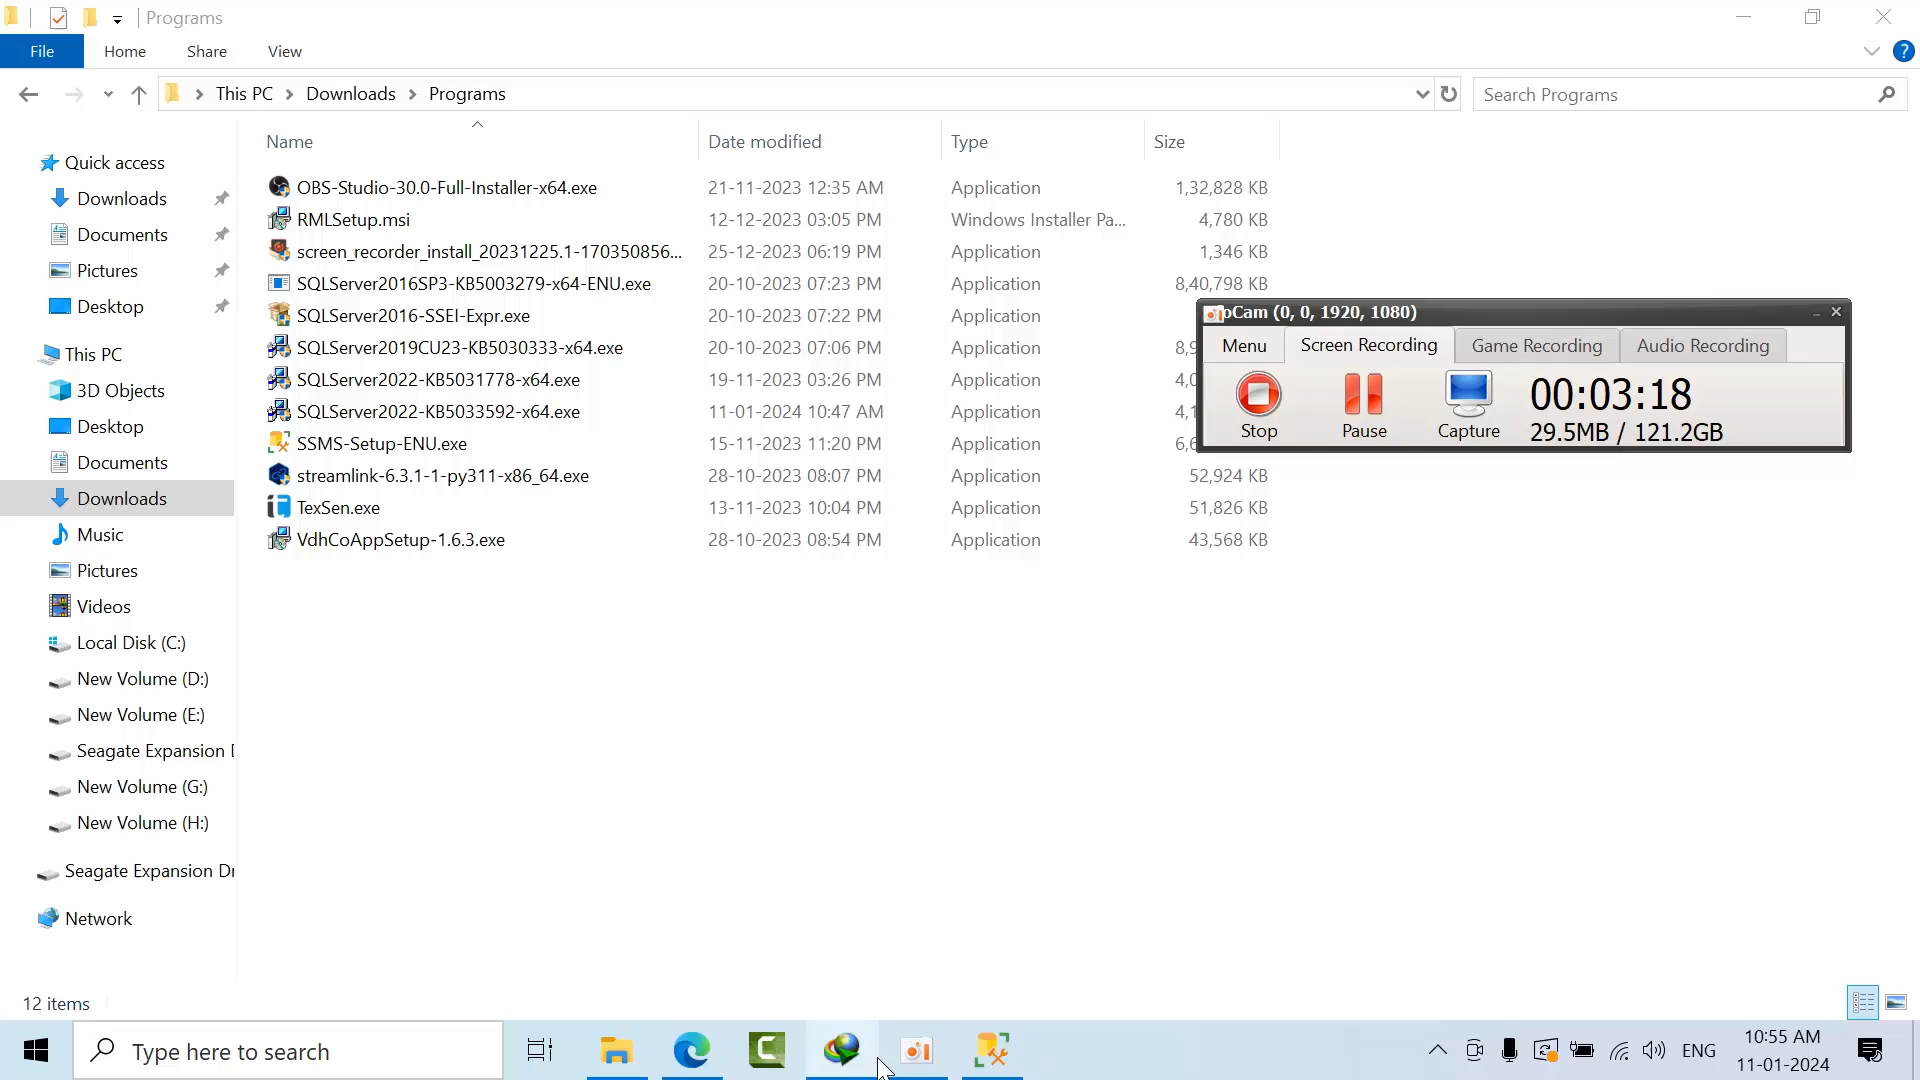 Programs
File Home Share View
This PC Downloads Programs
Search Programs
Name Date modified Type Size
Quick access
Downloads
Documents
Pictures
Desktop
This PC
3D Objects
Desktop
Documents
Downloads
Music
Pictures
Videos
Local Disk (C:)
New Volume (D:)
New Volume (E:)
Seagate Expansion
New Volume (G:)
New Volume (H:)
Seagate Expansion
Network
OBS-Studio-30.0-Full-Installer-x64.exe 21-11-2023 12:35 AM Application 1,32,828 KB
RMLSetup.msi 12-12-2023 03:05 PM Windows Installer Pa... 4,780 KB
screen_recorder_install_20231225.1-170350856... 25-12-2023 06:19 PM Application 1,346 KB
SQLServer2016SP3-KB5003279-x64-ENU.exe 20-10-2023 07:23 PM Application 8,40,798 KB
SQLServer2016-SSEI-Expr.exe 20-10-2023 07:22 PM Application
SQLServer2019CU23-KB5030333-x64.exe 20-10-2023 07:06 PM Application
SQLServer2022-KB5031778-x64.exe 19-11-2023 03:26 PM Application
SQLServer2022-KB5033592-x64.exe 11-01-2024 10:47 AM Application
SSMS-Setup-ENU.exe 15-11-2023 11:20 PM Application
streamlink-6.3.1-1-py311-x86_64.exe 28-10-2023 08:07 PM Application 52,924 KB
TexSen.exe 13-11-2023 10:04 PM Application 51,826 KB
VdhCoAppSetup-1.6.3.exe 28-10-2023 08:54 PM Application 43,568 KB
oCam (0, 0, 1920, 1080)
Menu Screen Recording Game Recording Audio Recording
00:03:18
Stop Pause Capture 29.5MB / 121.2GB
12 items
Type here to search
ENG
10:55 AM
11-01-2024